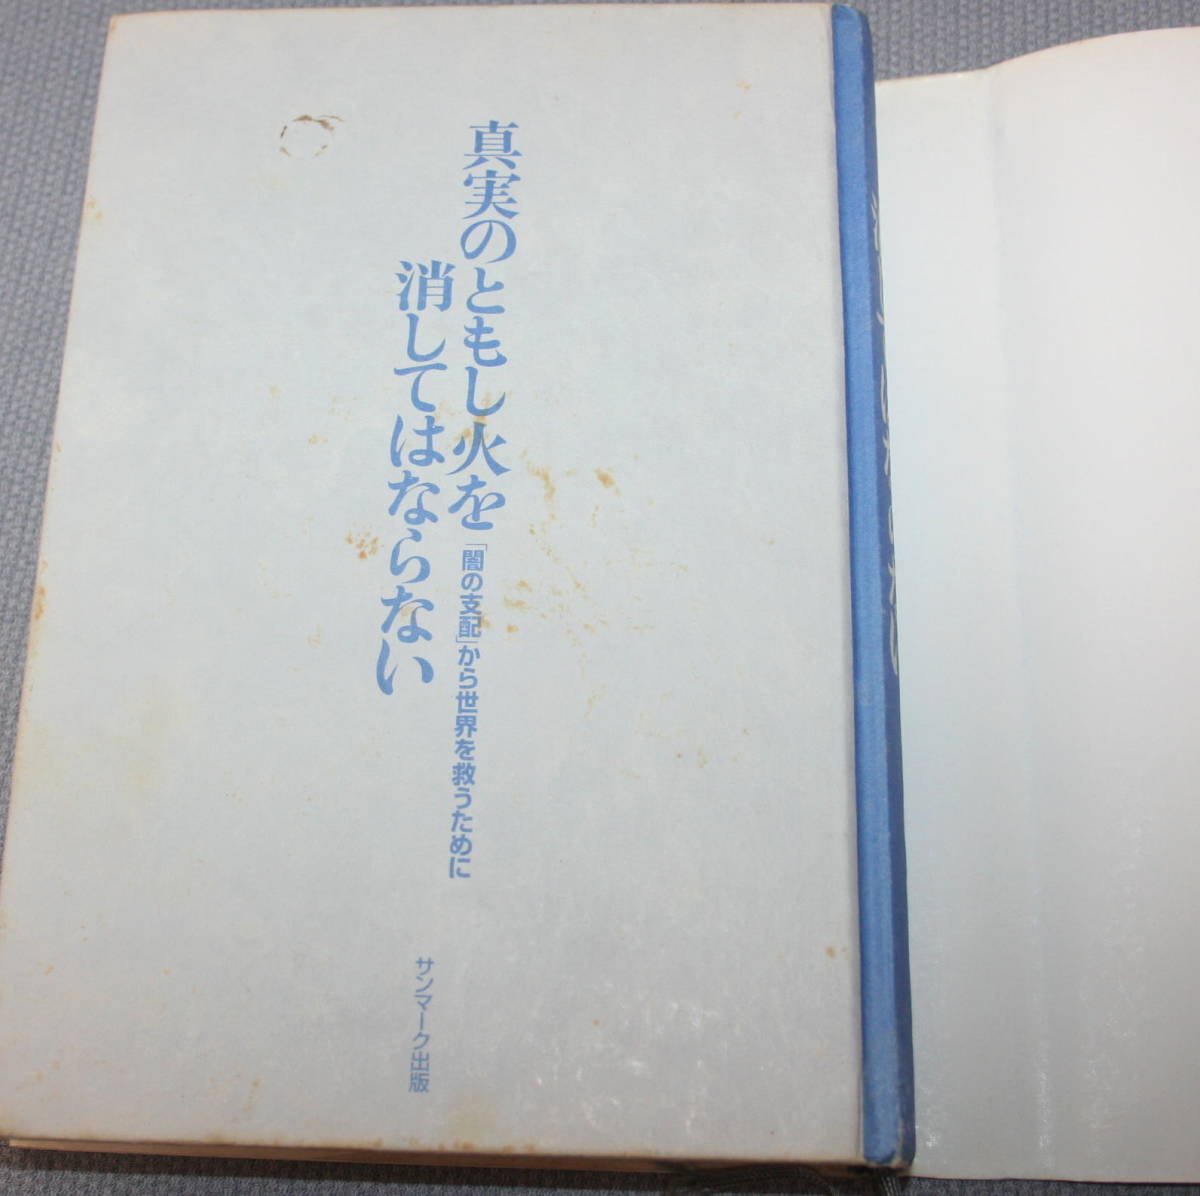 真実のともし火を
消してはならない
「闇の支配」から世界を救うために
サンマーク出版